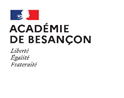 ACADÉMIE
DE BESANÇON
Liberté
Égalité
Fraternité